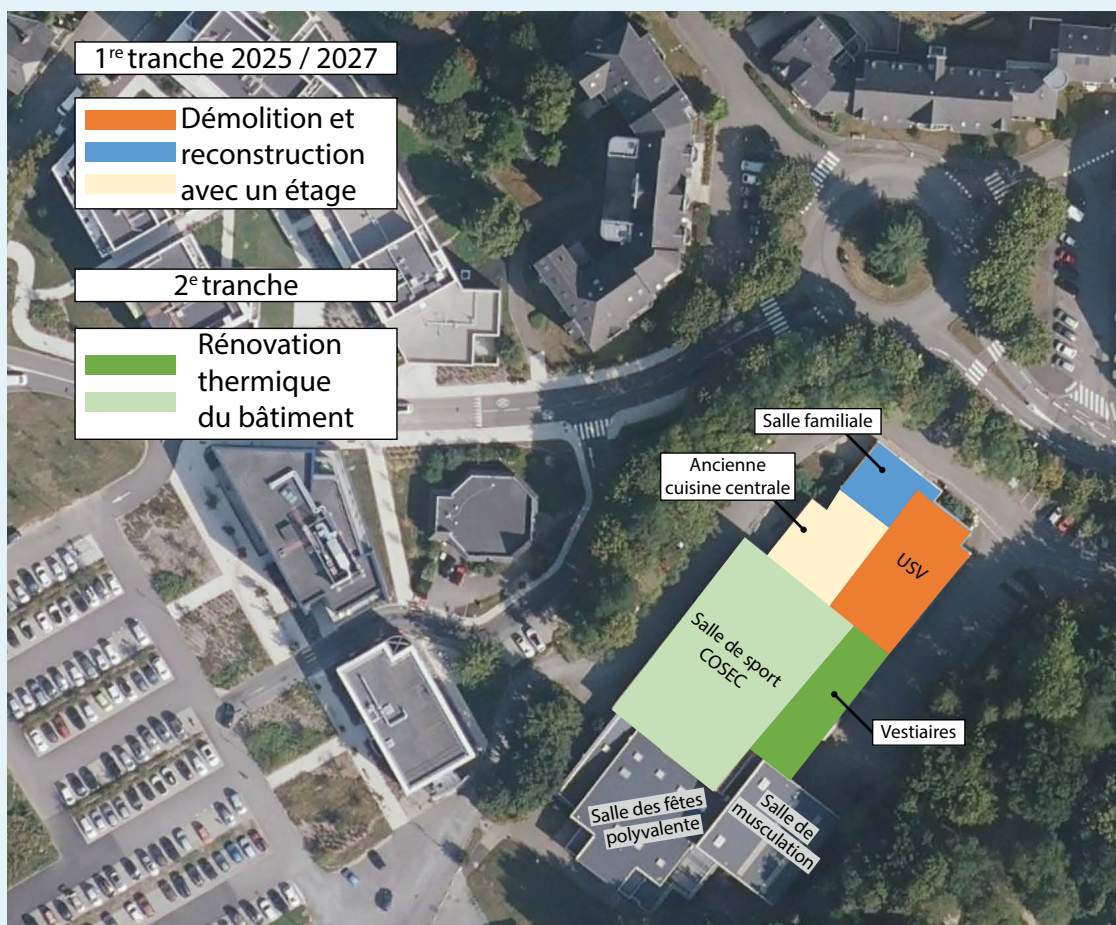 1re tranche 2025 / 2027
Démolition et
reconstruction
avec un étage
2e tranche
Rénovation
thermique
du bâtiment
Salle familiale
Ancienne
cuisine centrale
USV
Salle de sport
COSEC
Vestiaires
Salle des fêtes
polyvalente
Salle de
musculation